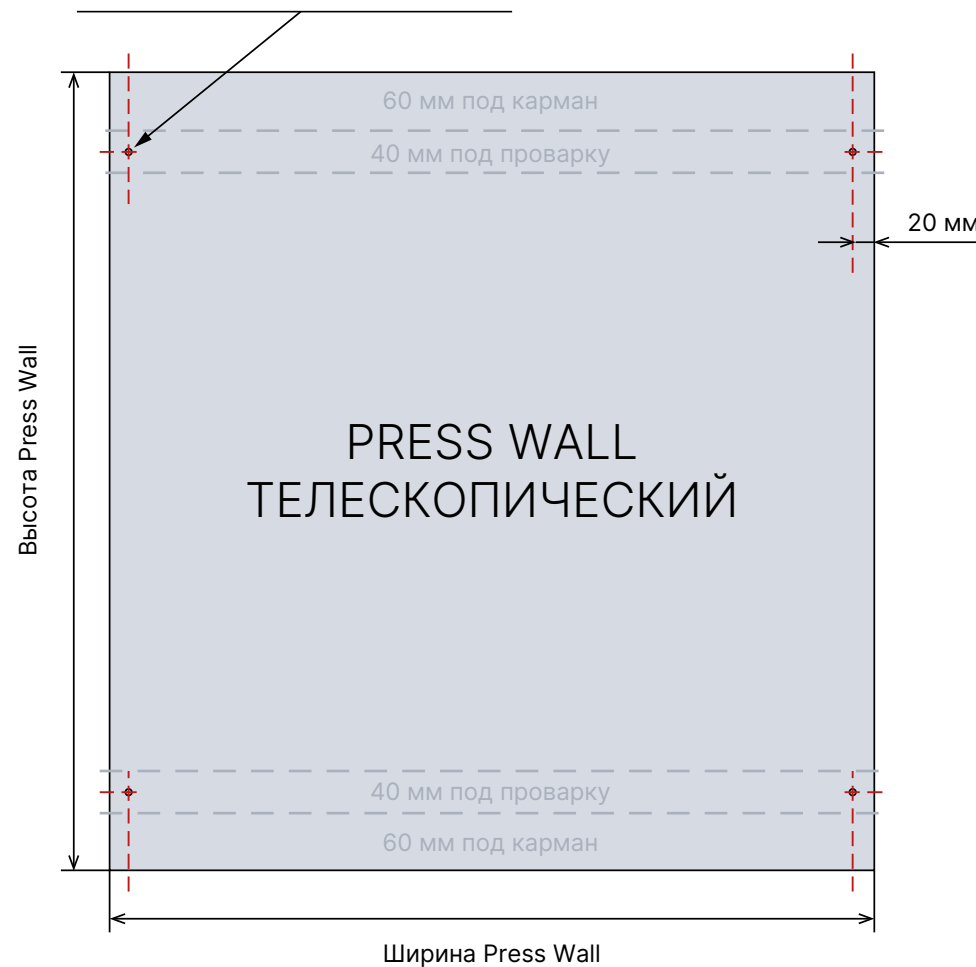 60 мм под карман
40 мм под проварку
20 мм
Высота Press Wall
PRESS WALL
ТЕЛЕСКОПИЧЕСКИЙ
40 мм под проварку
60 мм под карман
Ширина Press Wall